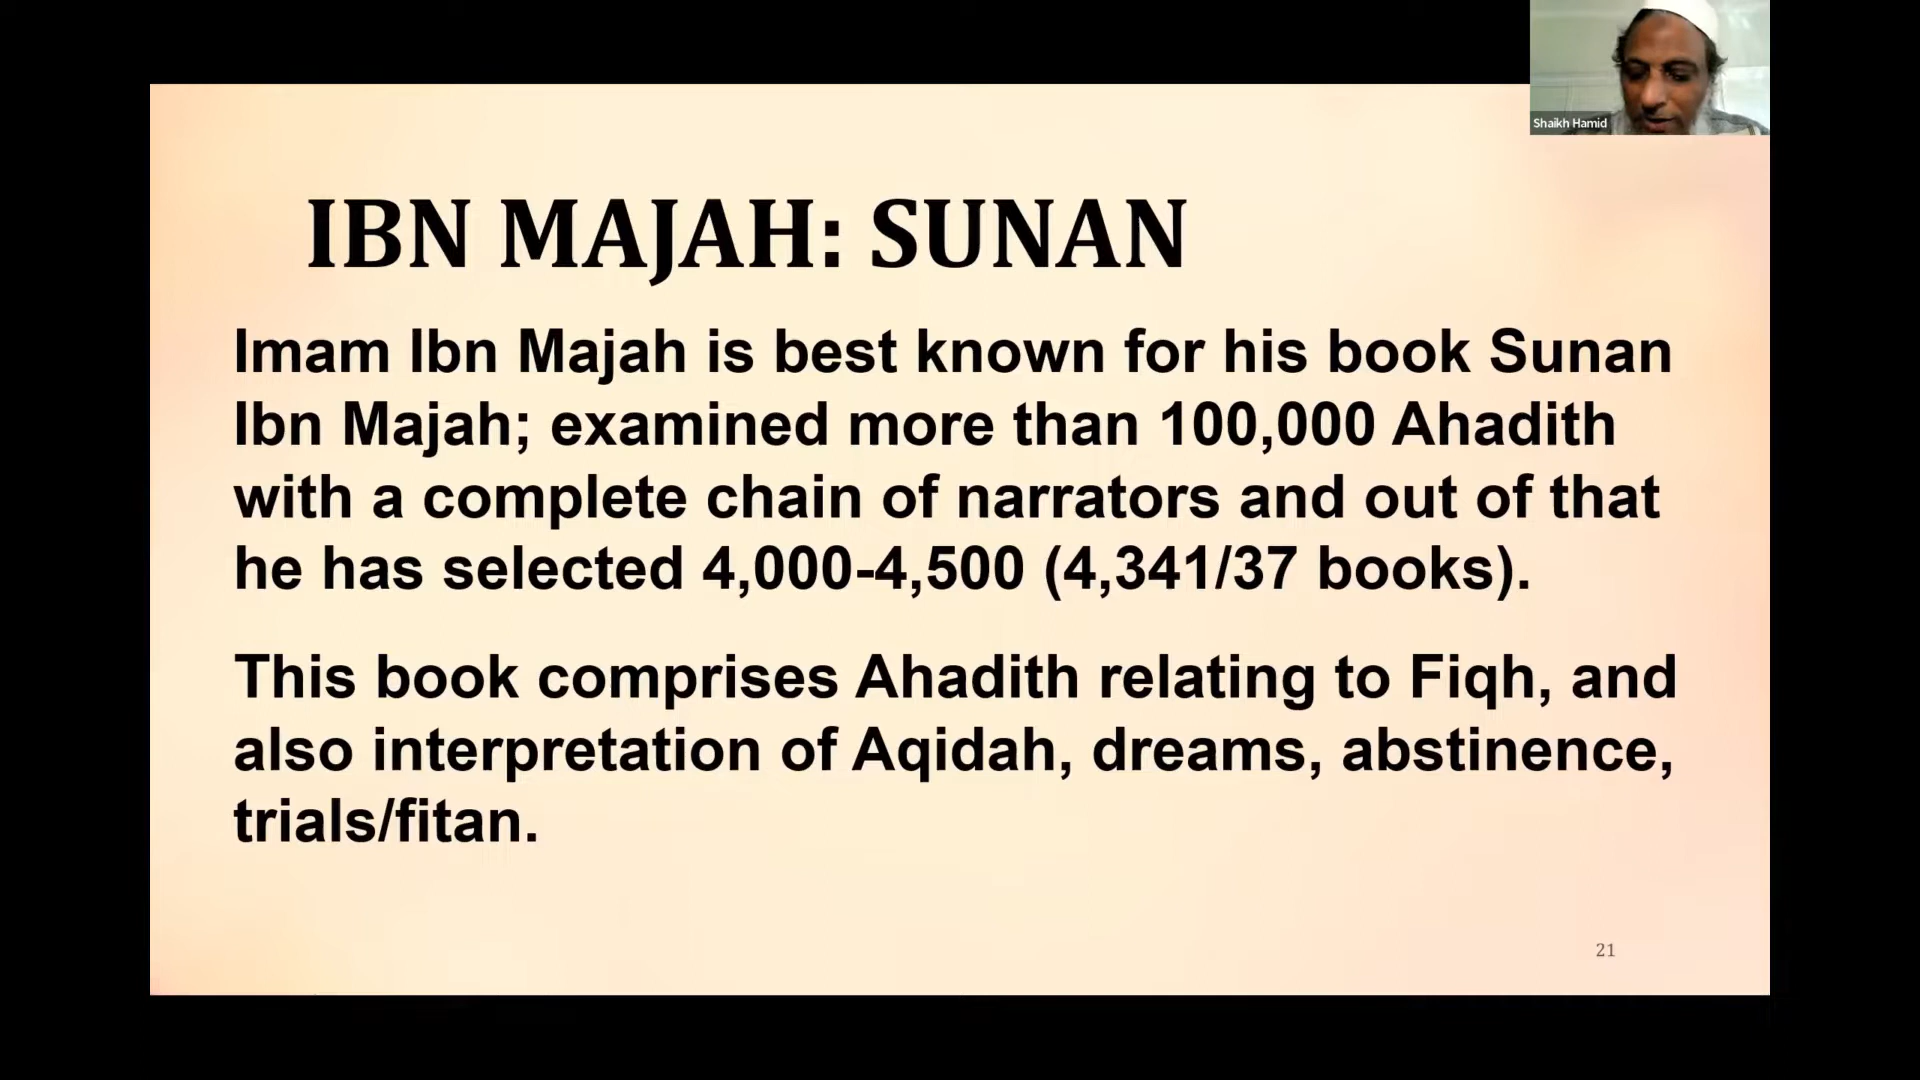 Shaikh Hamid
IBN MAJAH: SUNAN
Imam Ibn Majah is best known for his book Sunan
Ibn Majah; examined more than 100,000 Ahadith
with a complete chain of narrators and out of that
he has selected 4,000-4,500 (4,341/37 books).
This book comprises Ahadith relating to Fiqh, and
also interpretation of Aqidah, dreams, abstinence,
trials/fitan.
21